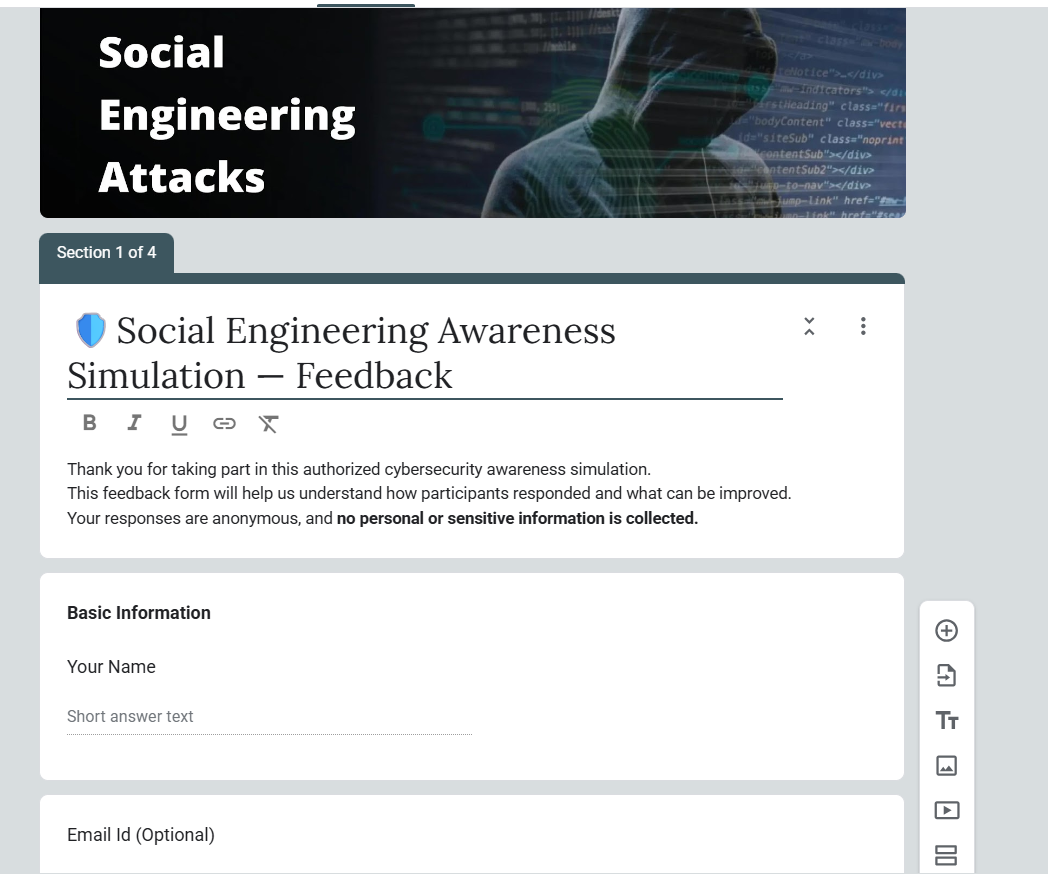 Social
Engineering
Attacks
Section 1 of 4
Social Engineering Awareness
Simulation — Feedback
B I U
Thank you for taking part in this authorized cybersecurity awareness simulation.
This feedback form will help us understand how participants responded and what can be improved.
Your responses are anonymous, and no personal or sensitive information is collected.
Basic Information
Your Name
Short answer text
Tт
Email Id (Optional)